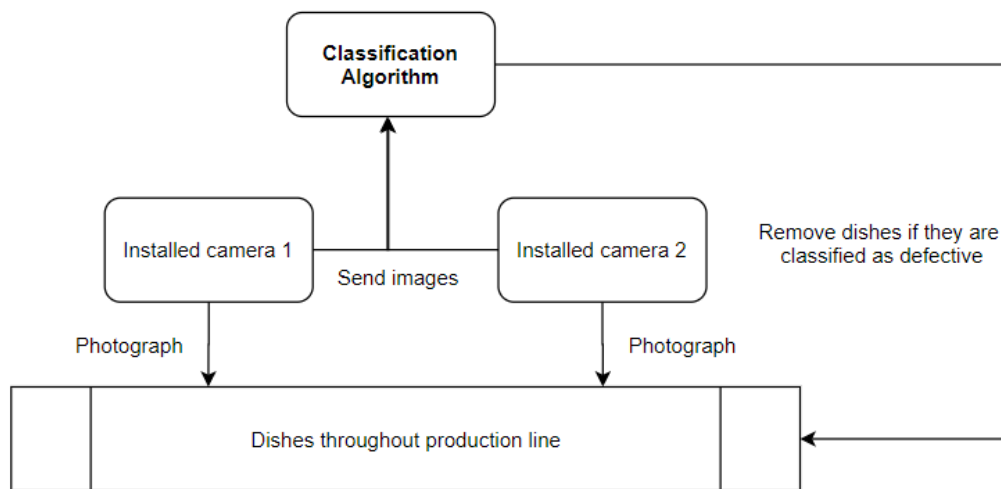 Classification
Algorithm
Installed camera 1
Installed camera 2
Send images
Remove dishes if they are
classified as defective
Photograph
Photograph
Dishes throughout production line